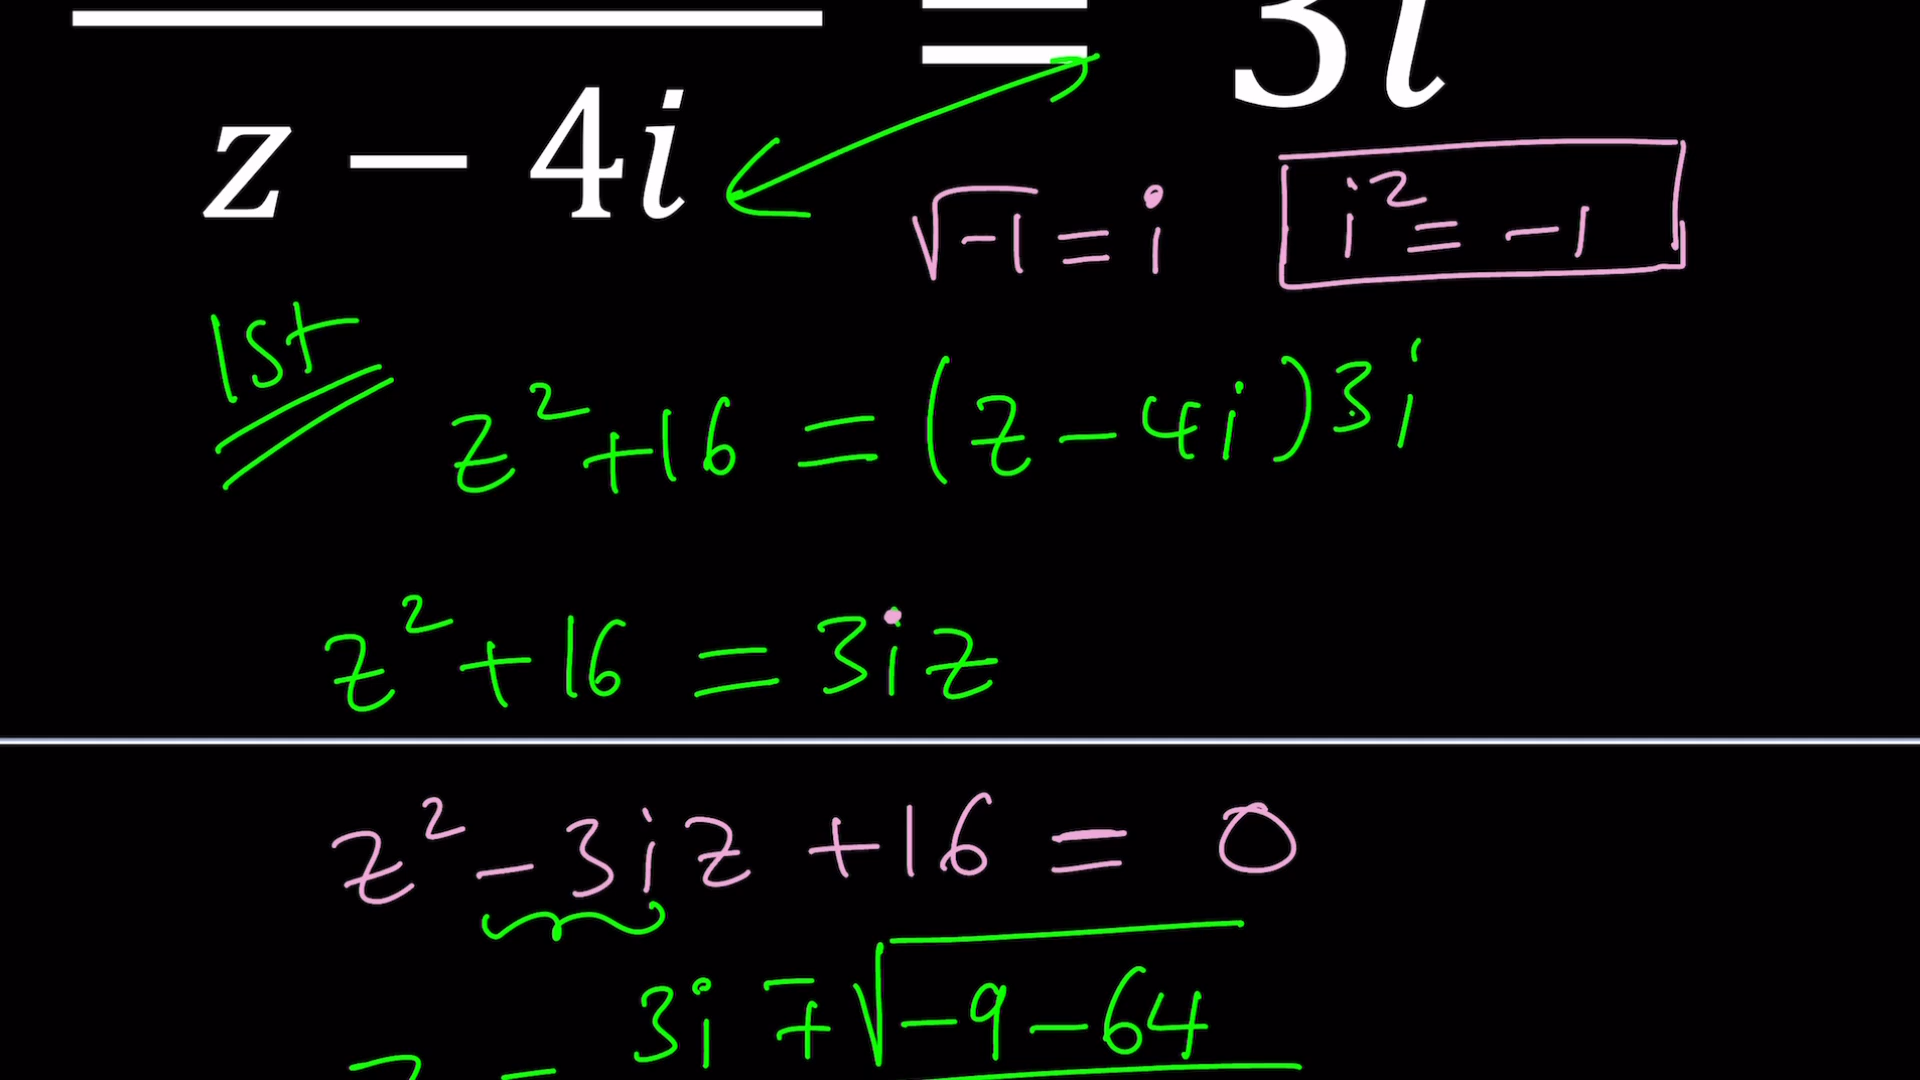 = 3i
z − 4i
√-1 = i
i² = -1
1st
z² + 16 = (z - 4i)3i
z² + 16 = 3iz
z² - 3iz + 16 = 0
3i ∓ √-9-64
z =